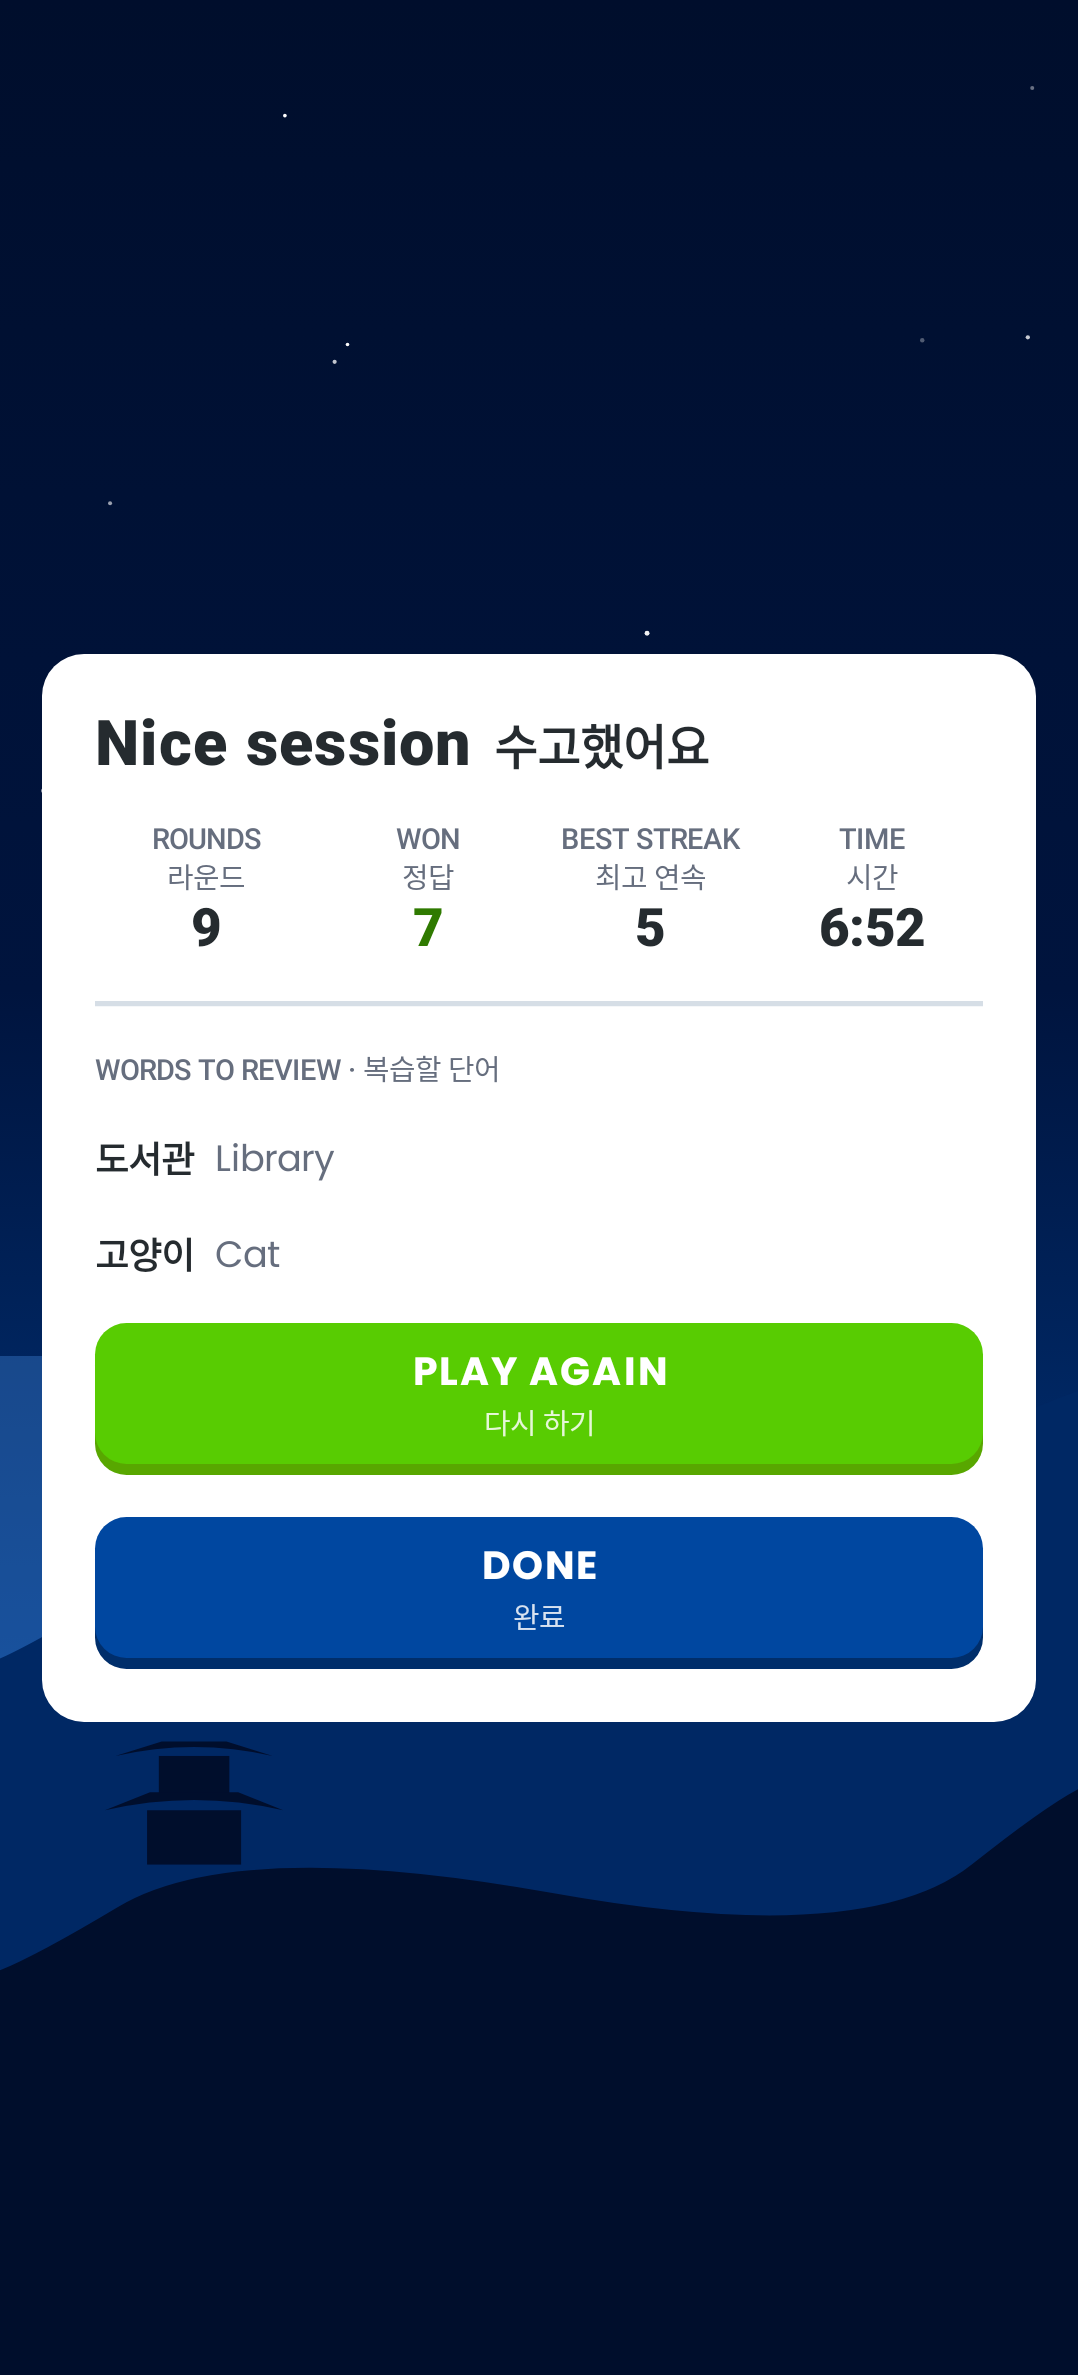 Nice session 수고했어요
ROUNDS WON BEST STREAK TIME
라운드 정답 최고 연속 시간
9 7 5 6:52
WORDS TO REVIEW · 복습할 단어
도서관 Library
고양이 Cat
PLAY AGAIN
다시 하기
DONE
완료